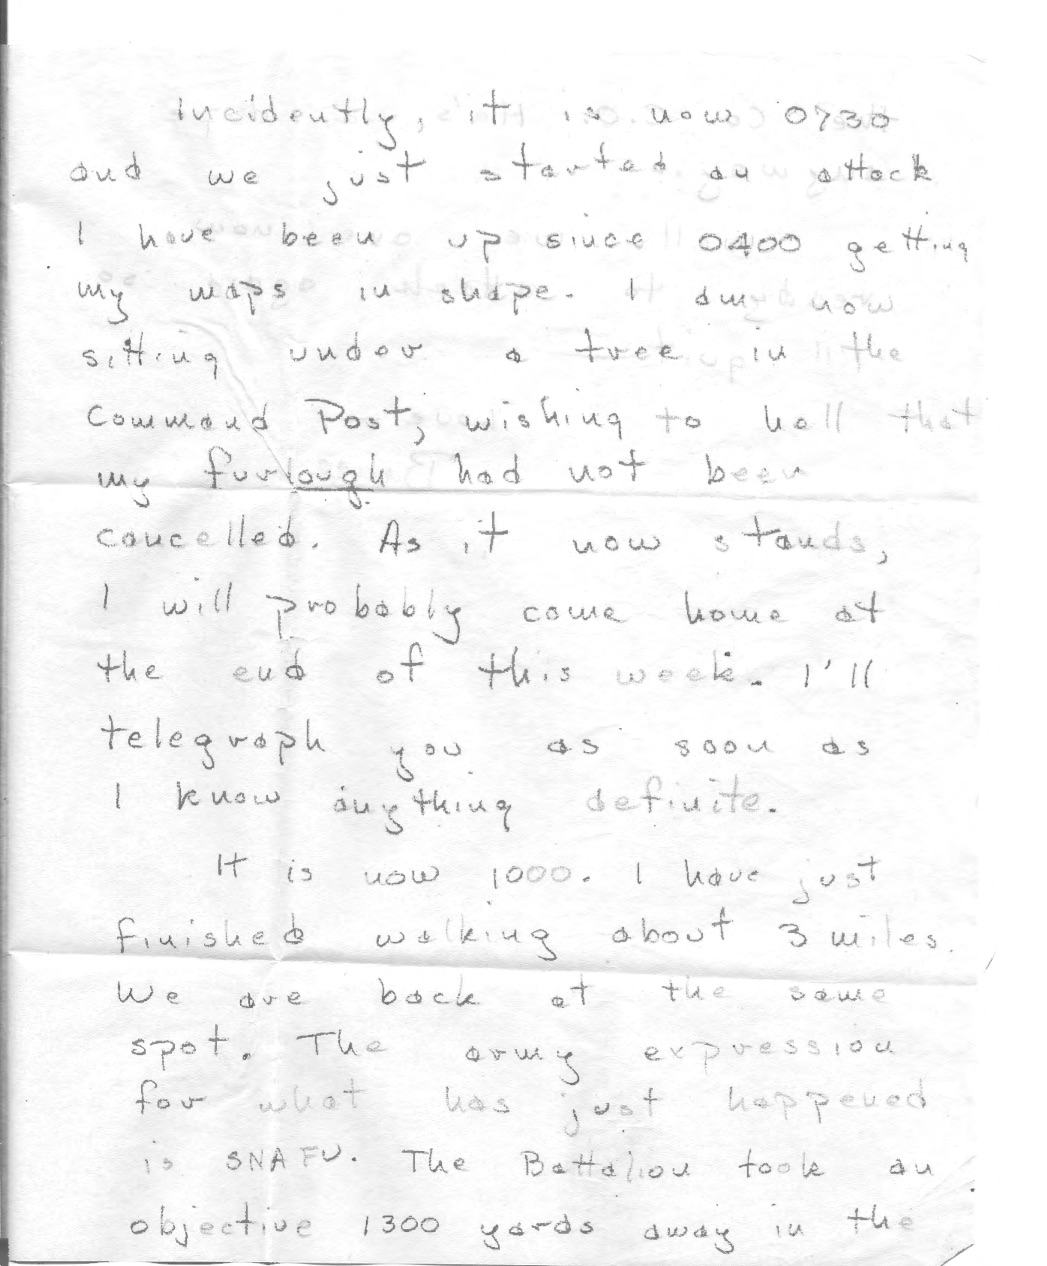 Incidently, it is now 0730
and we just started an attack
I have been up since 0400 getting
my maps in shape. I am now
sitting under a tree in the
Command Post, wishing to hell that
my furlough had not been
cancelled. As it now stands,
I will probably come home at
the end of this week. I'll
telegraph you as soon as
I know anything definite.
It is now 1000. I have just
finished walking about 3 miles.
We are back at the same
spot. The army expression
for what has just happened
is SNAFU. The Battalion took an
objective 1300 yards away in the